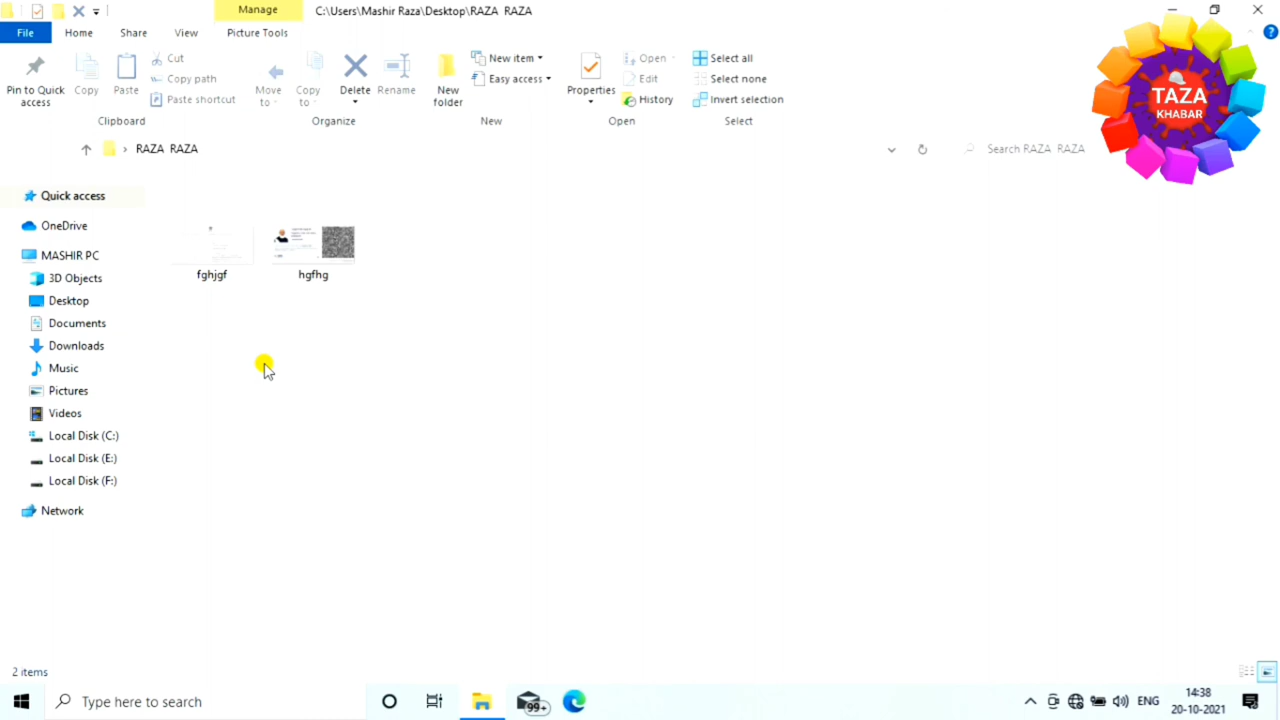 Manage
C:\Users\Mashir Raza\Desktop\RAZA RAZA
File
Home
Share
View
Picture Tools
Pin to Quick access
Copy
Paste
Cut
Copy path
Paste shortcut
Clipboard
Move to
Copy to
Delete
Rename
Organize
New folder
New item
Easy access
New
Properties
Open
Edit
History
Open
Select all
Select none
Invert selection
Select
TAZA
KHABAR
RAZA RAZA
Search RAZA RAZA
Quick access
OneDrive
MASHIR PC
3D Objects
Desktop
Documents
Downloads
Music
Pictures
Videos
Local Disk (C:)
Local Disk (E:)
Local Disk (F:)
Network
fghjgf
hgfhg
2 items
Type here to search
99+
ENG
14:38
20-10-2021